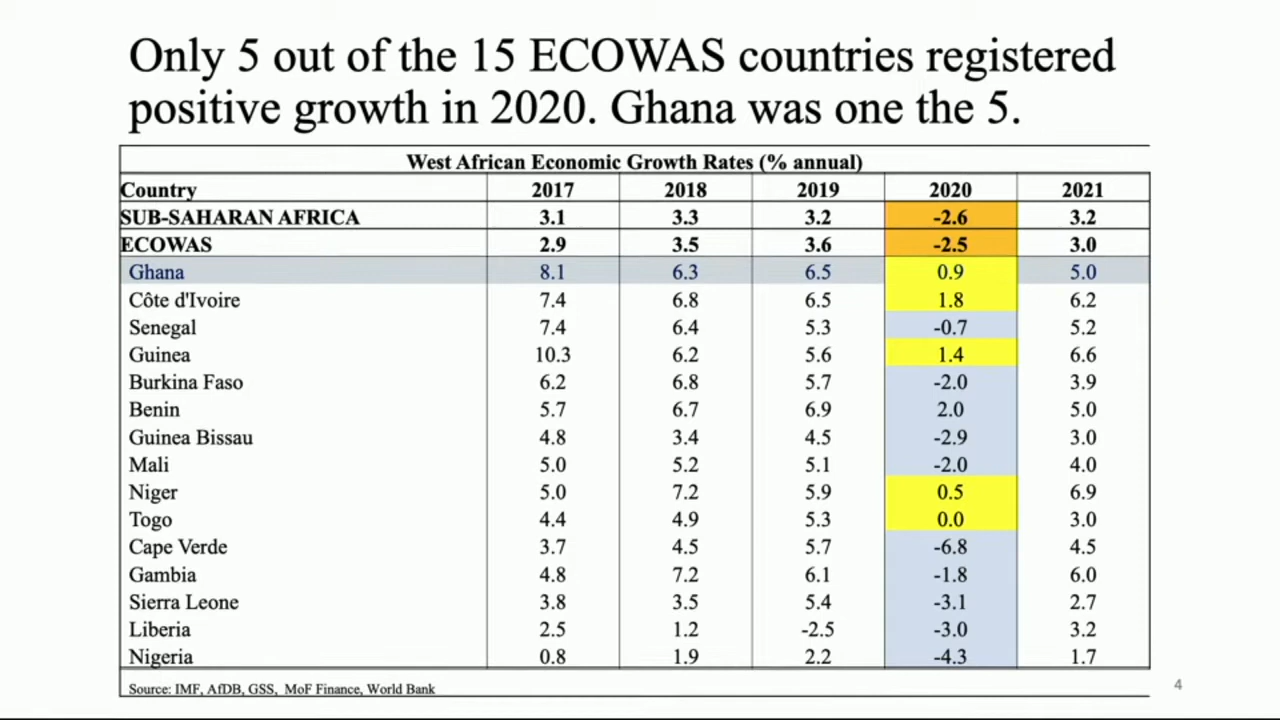 Only 5 out of the 15 ECOWAS countries registered
positive growth in 2020. Ghana was one the 5.
West African Economic Growth Rates (% annual)
Country 2017 2018 2019 2020 2021
SUB-SAHARAN AFRICA 3.1 3.3 3.2 -2.6 3.2
ECOWAS 2.9 3.5 3.6 -2.5 3.0
Ghana 8.1 6.3 6.5 0.9 5.0
Côte d'Ivoire 7.4 6.8 6.5 1.8 6.2
Senegal 7.4 6.4 5.3 -0.7 5.2
Guinea 10.3 6.2 5.6 1.4 6.6
Burkina Faso 6.2 6.8 5.7 -2.0 3.9
Benin 5.7 6.7 6.9 2.0 5.0
Guinea Bissau 4.8 3.4 4.5 -2.9 3.0
Mali 5.0 5.2 5.1 -2.0 4.0
Niger 5.0 7.2 5.9 0.5 6.9
Togo 4.4 4.9 5.3 0.0 3.0
Cape Verde 3.7 4.5 5.7 -6.8 4.5
Gambia 4.8 7.2 6.1 -1.8 6.0
Sierra Leone 3.8 3.5 5.4 -3.1 2.7
Liberia 2.5 1.2 -2.5 -3.0 3.2
Nigeria 0.8 1.9 2.2 -4.3 1.7
Source: IMF, AfDB, GSS, MoF Finance, World Bank
4